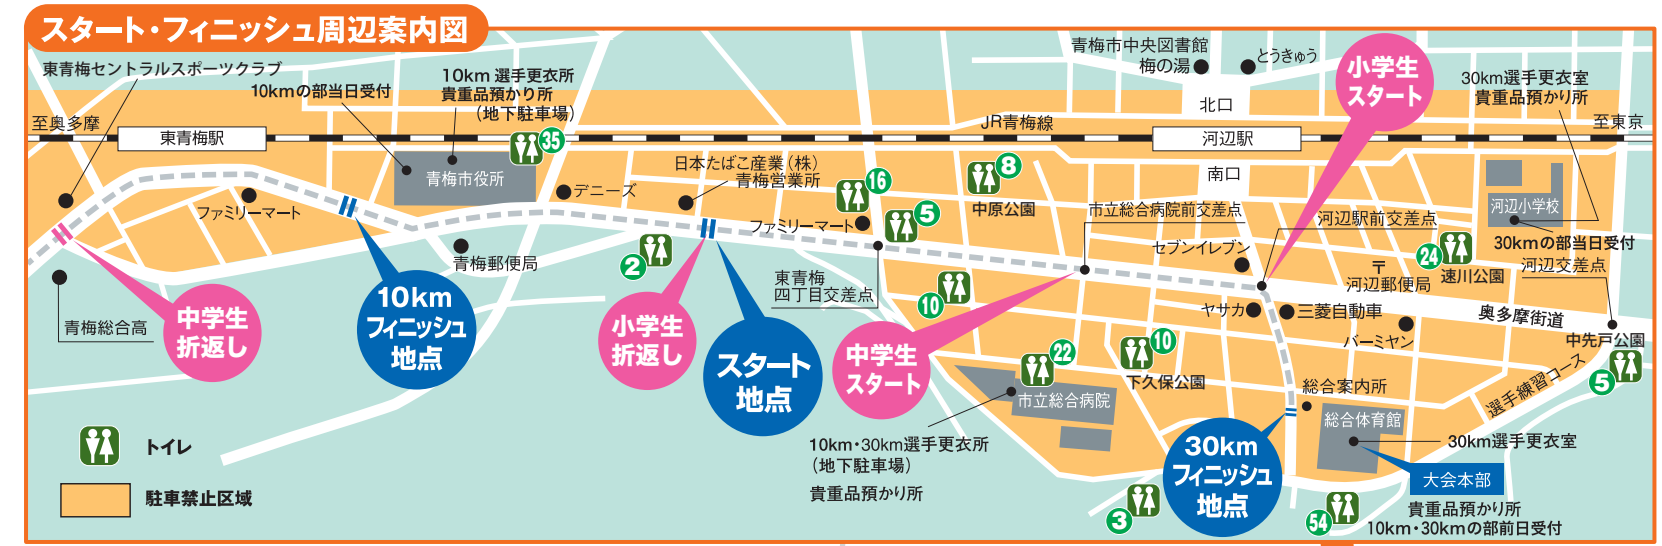 スタート・フィニッシュ周辺案内図
東青梅セントラルスポーツクラブ
10kmの部当日受付
10km 選手更衣所
貴重品預かり所
（地下駐車場）
青梅市中央図書館
梅の湯
とうきゅう
小学生
スタート
30km選手更衣室
貴重品預かり所
至奥多摩
東青梅駅
35
JR青梅線
北口
河辺駅
至東京
青梅市役所
日本たばこ産業（株）
青梅営業所
デニーズ
16
8
中原公園
南口
ファミリーマート
ファミリーマート
5
市立総合病院前交差点
河辺駅前交差点
河辺小学校
30kmの部当日受付
セブンイレブン
24
速川公園
河辺交差点
青梅郵便局
2
東青梅
四丁目交差点
10
〒
河辺郵便局
青梅総合高
中学生
折返し
10km
フィニッシュ
地点
小学生
折返し
スタート
地点
中学生
スタート
ヤサカ
三菱自動車
バーミヤン
奥多摩街道
中先戸公園
5
22
10
下久保公園
市立総合病院
総合案内所
選手練習コース
総合体育館
30km選手更衣室
10km・30km選手更衣所
（地下駐車場）
貴重品預かり所
30km
フィニッシュ
地点
大会本部
貴重品預かり所
10km・30kmの部前日受付
3
54
トイレ
駐車禁止区域